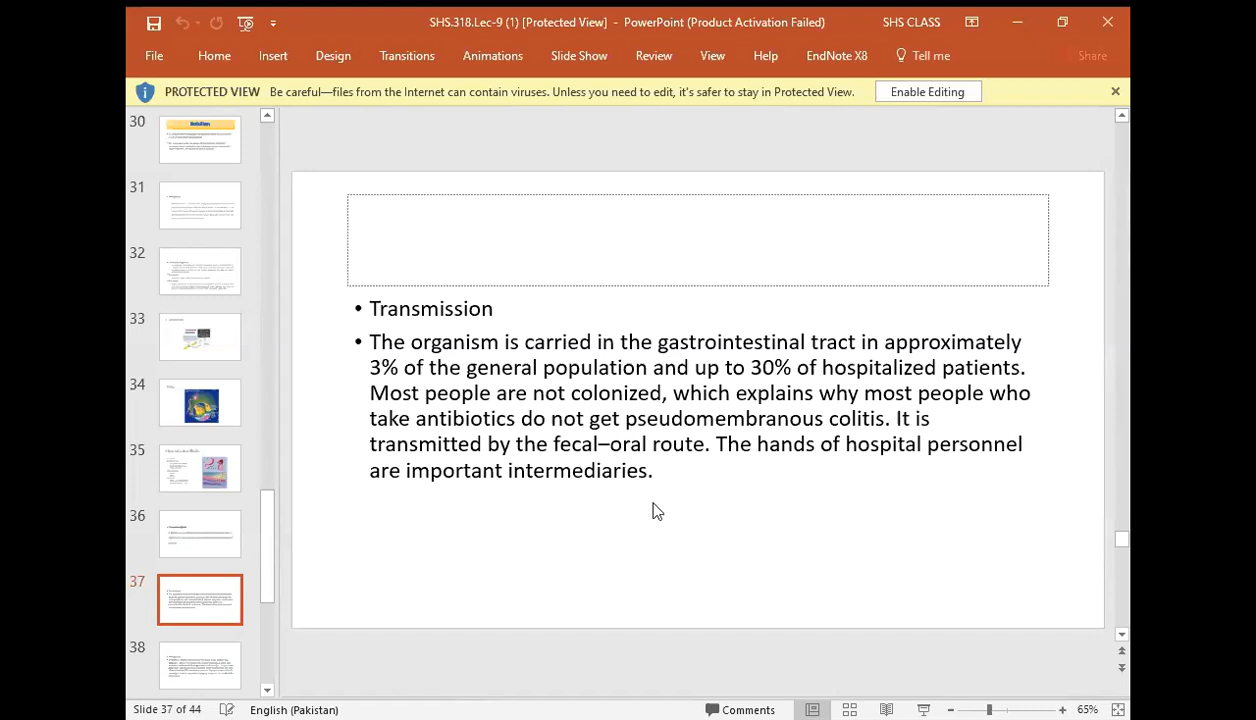 SHS.318.Lec-9 (1) [Protected View] - PowerPoint (Product Activation Failed)
SHS CLASS
File Home Insert Design Transitions Animations Slide Show Review View Help EndNote X8 Tell me Share
PROTECTED VIEW Be careful—files from the Internet can contain viruses. Unless you need to edit, it's safer to stay in Protected View. Enable Editing
30
31
32
33
34
35
36
37
38
• Transmission
• The organism is carried in the gastrointestinal tract in approximately
3% of the general population and up to 30% of hospitalized patients.
Most people are not colonized, which explains why most people who
take antibiotics do not get pseudomembranous colitis. It is
transmitted by the fecal–oral route. The hands of hospital personnel
are important intermediaries.
Slide 37 of 44 English (Pakistan) Comments 65%